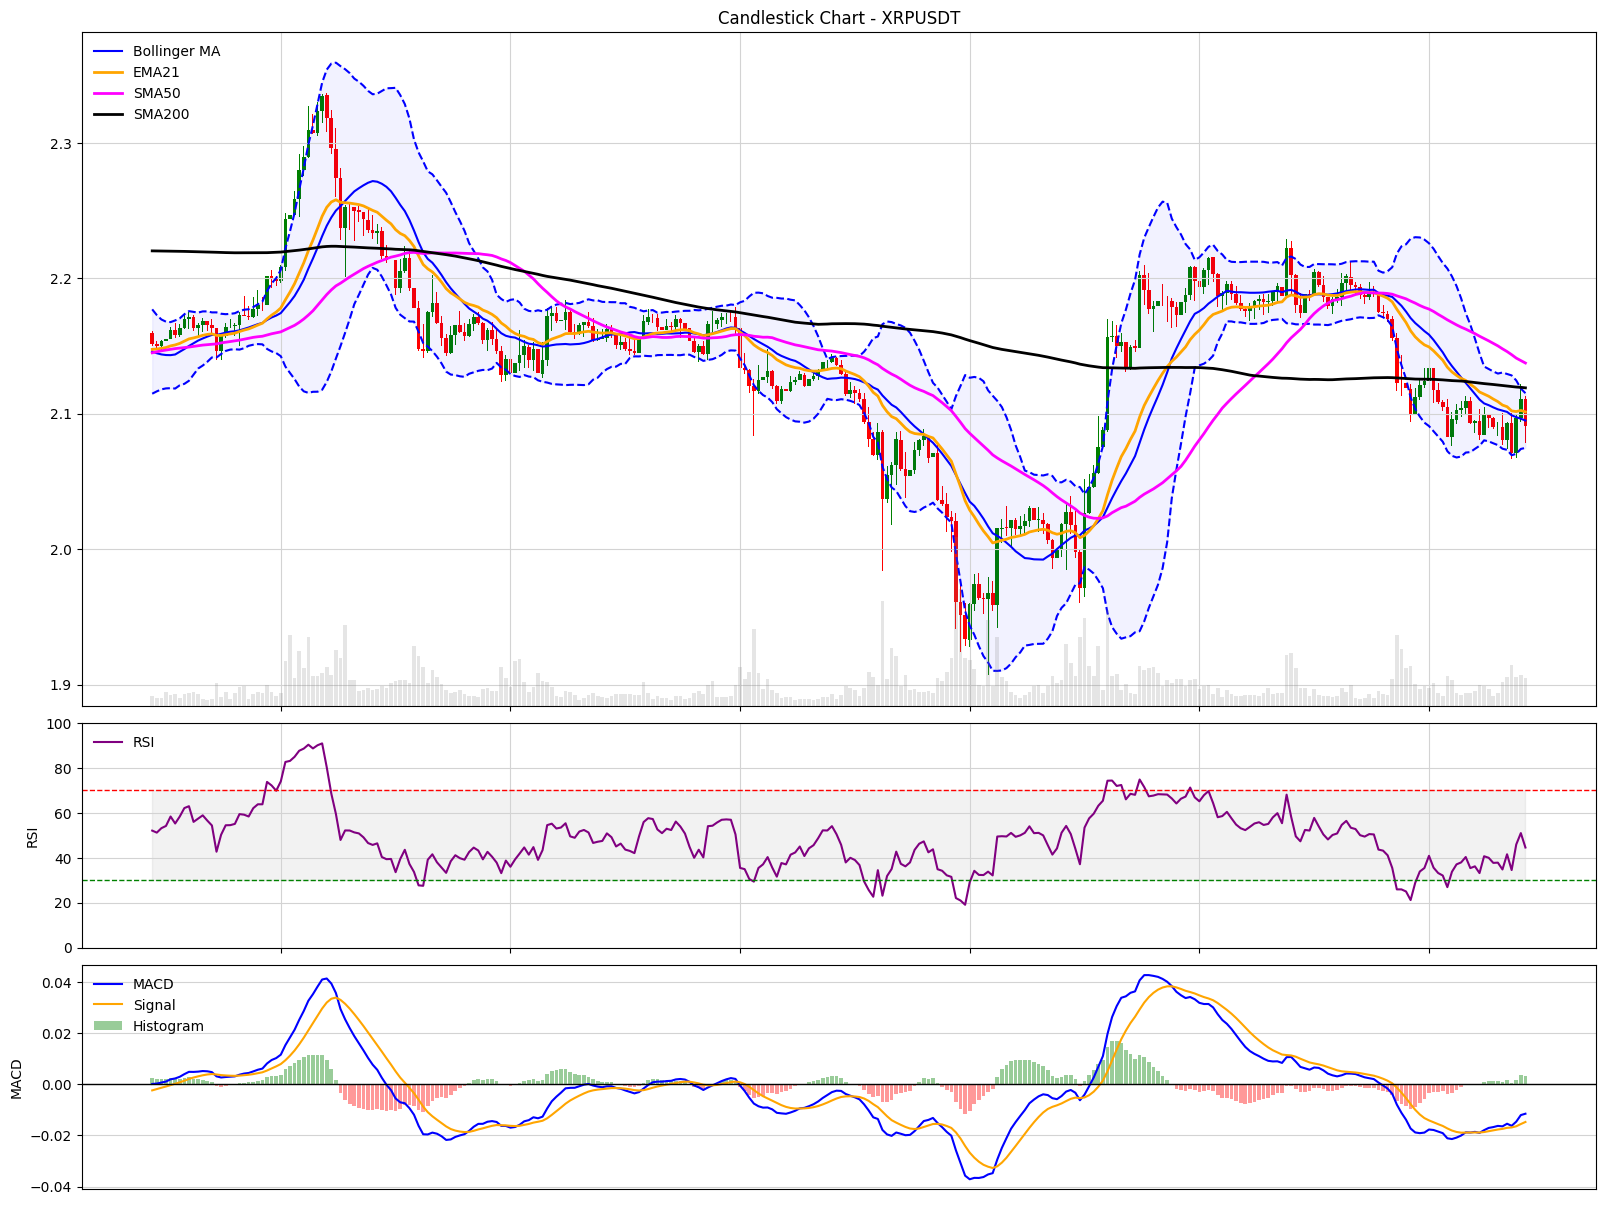 Candlestick Chart - XRPUSDT
Bollinger MA
EMA21
SMA50
SMA200
2.3
2.2
2.1
2.0
1.9
100
RSI
80
60
RSI
40
20
0
MACD
0.04
Signal
Histogram
0.02
MACD
0.00
−0.02
−0.04